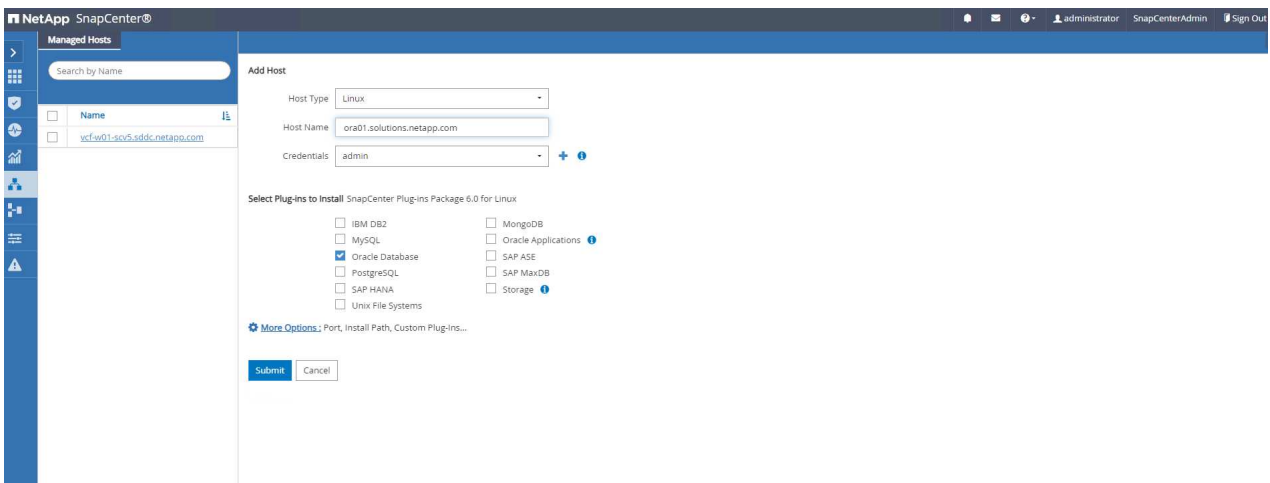 NetApp SnapCenter®
administrator SnapCenterAdmin Sign Out
Managed Hosts
Search by Name
Name
vcf-w01-scv5.sddc.netapp.com
Add Host
Host Type Linux
Host Name ora01.solutions.netapp.com
Credentials admin
Select Plug-ins to Install SnapCenter Plug-ins Package 6.0 for Linux
IBM DB2 MongoDB
MySQL Oracle Applications
Oracle Database SAP ASE
PostgreSQL SAP MaxDB
SAP HANA Storage
Unix File Systems
More Options : Port, Install Path, Custom Plug-Ins...
Submit Cancel